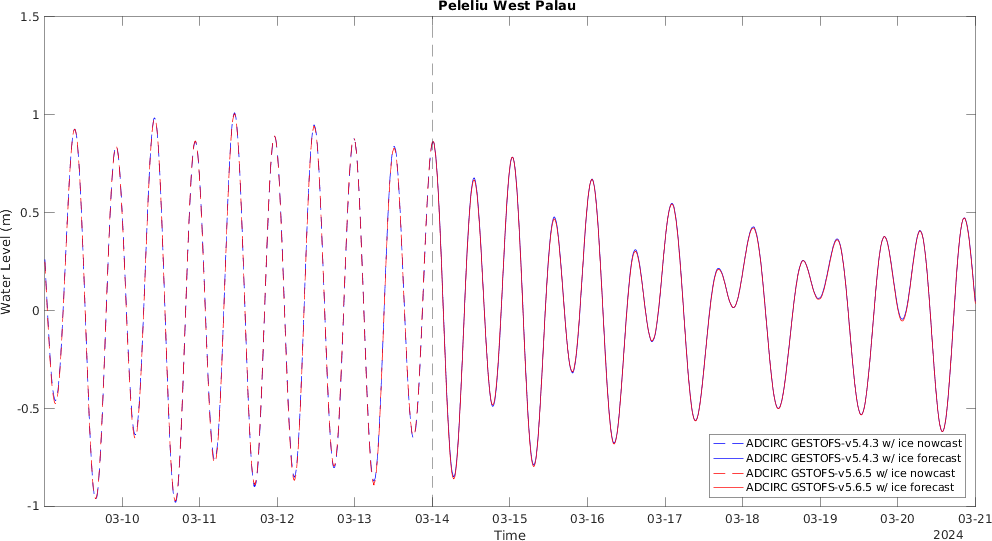 Peleliu West Palau
1.5
1
0.5
0
-0.5
-1
Water Level (m)
ADCIRC GESTOFS-v5.4.3 w/ ice nowcast
ADCIRC GESTOFS-v5.4.3 w/ ice forecast
ADCIRC GSTOFS-v5.6.5 w/ ice nowcast
ADCIRC GSTOFS-v5.6.5 w/ ice forecast
03-10 03-11 03-12 03-13 03-14 03-15 03-16 03-17 03-18 03-19 03-20 03-21
Time
2024